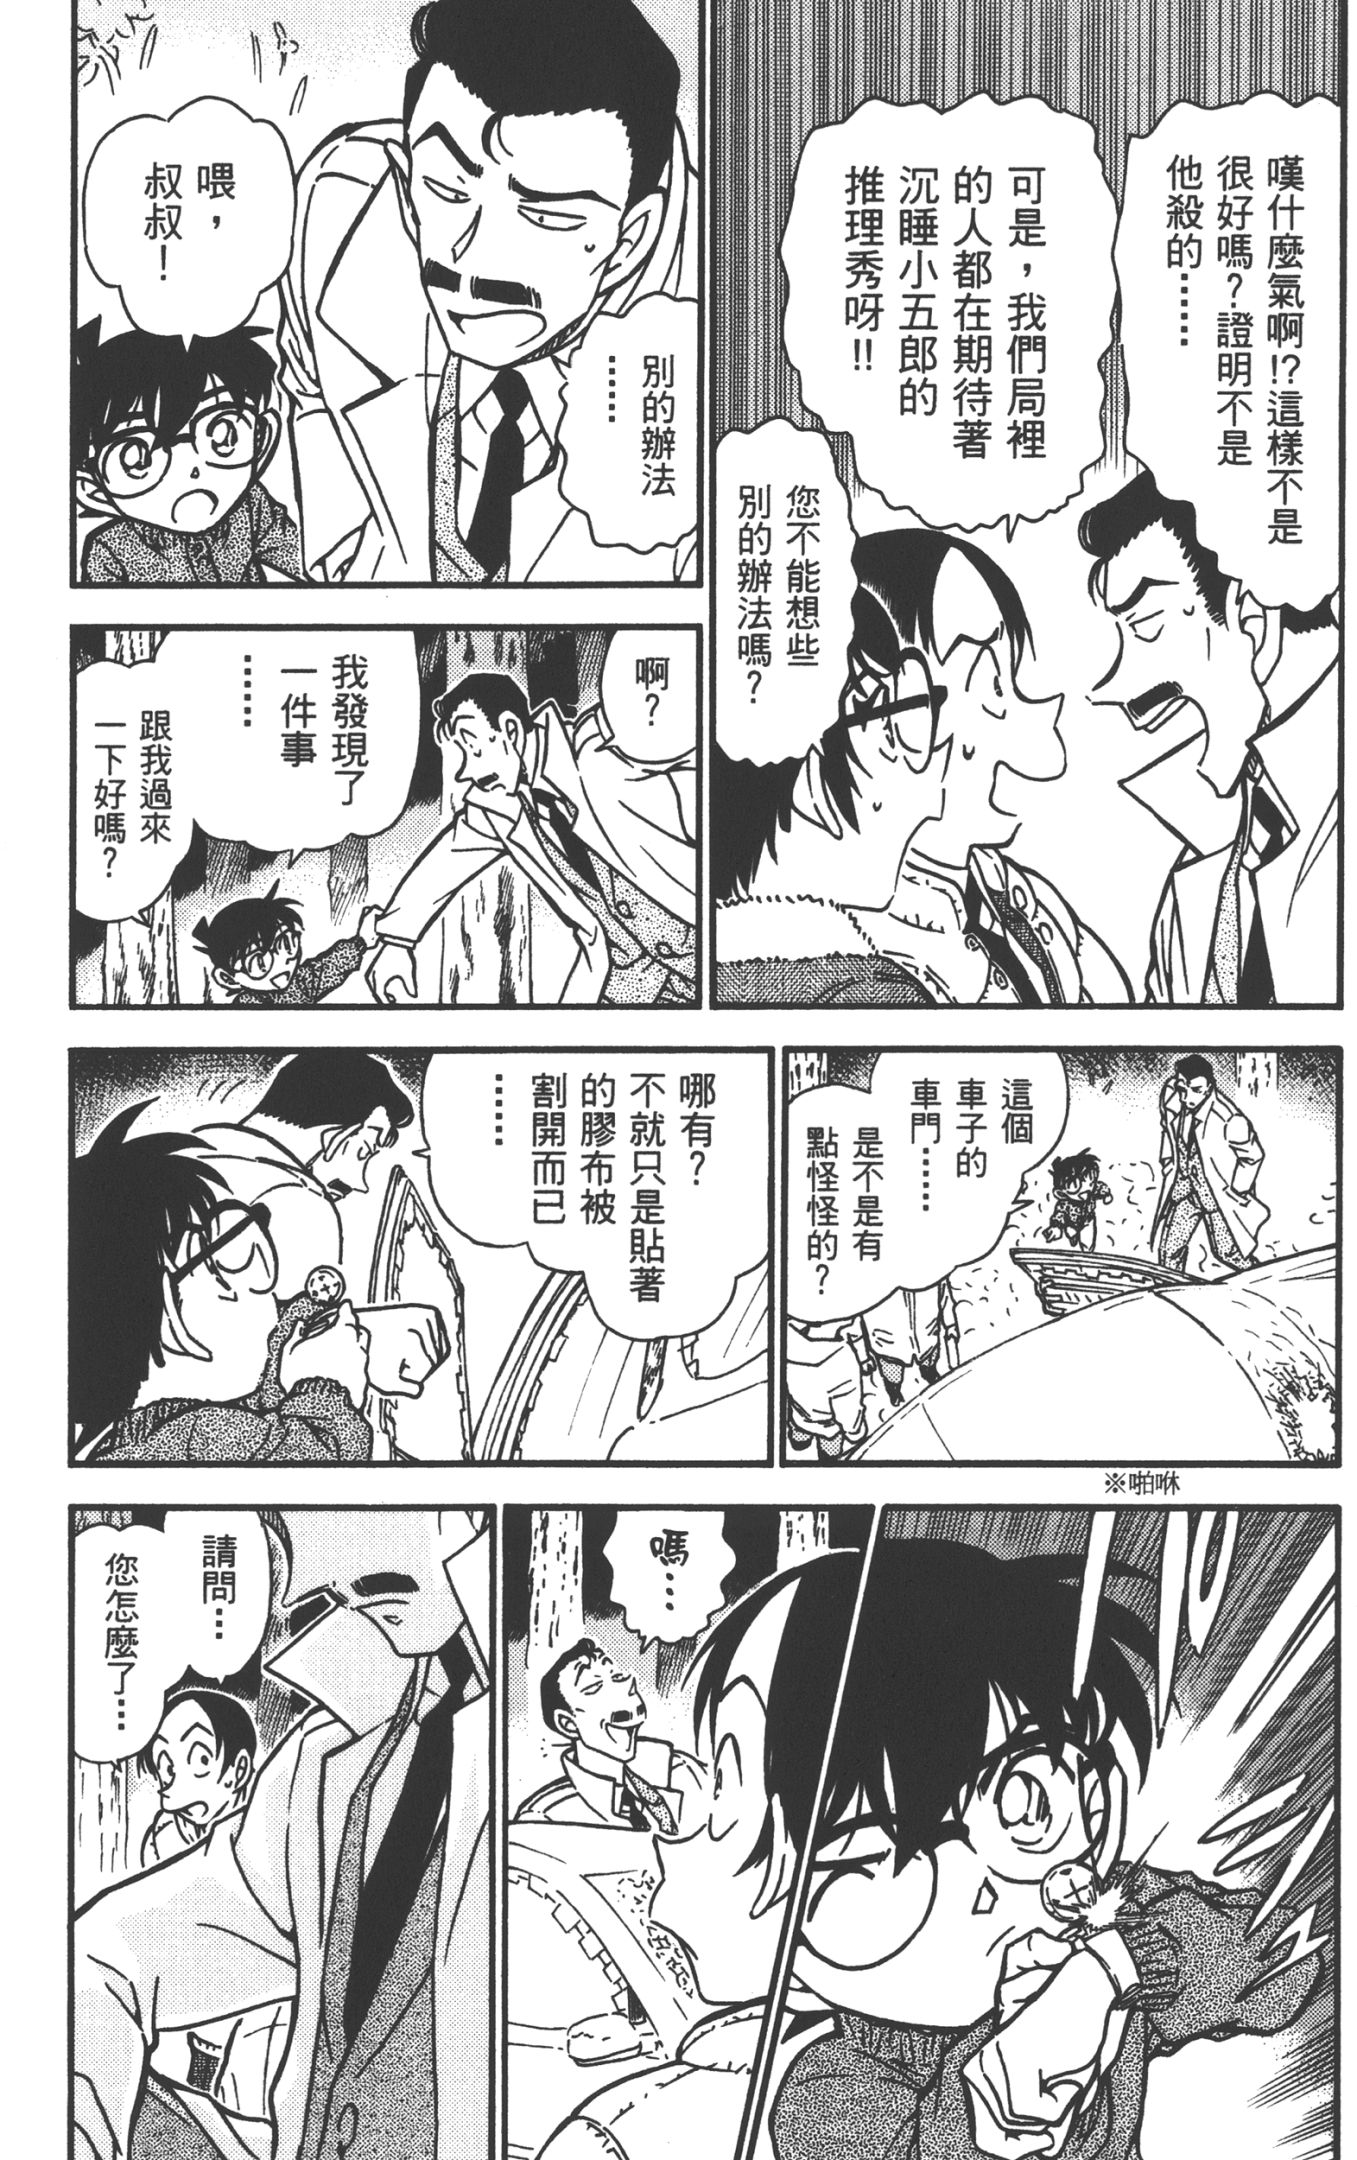 嘆什麼氣啊!?這樣不是
很好嗎?證明不是
他殺的……
可是，我們局裡
的人都在期待著
沉睡小五郎的
推理秀呀!!
您不能想些
別的辦法嗎?
別的辦法
……
喂，
叔叔!
啊?
我發現了
一件事
……
跟我過來
一下好嗎?
這個
車子的
車門……
是不是有
點怪怪的?
哪有?
不就只是貼著
的膠布被
割開而已
……
※啪咻
嗎…
請問…
您怎麼了…